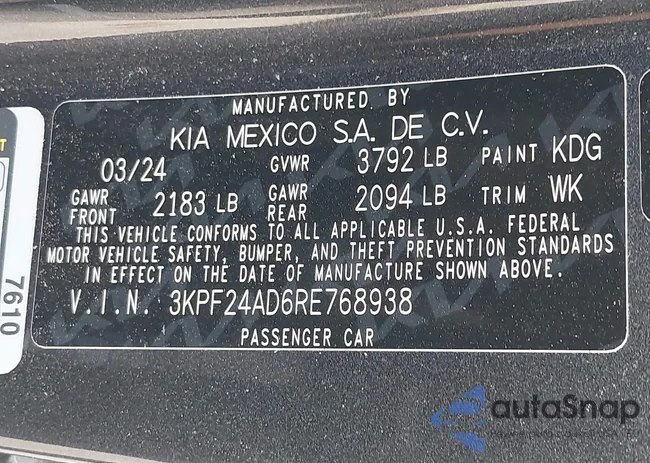 MANUFACTURED BY
KIA MEXICO S.A. DE C.V.
03/24 GVWR 3792 LB PAINT KDG
GAWR FRONT 2183 LB GAWR REAR 2094 LB TRIM WK
THIS VEHICLE CONFORMS TO ALL APPLICABLE U.S.A. FEDERAL
MOTOR VEHICLE SAFETY, BUMPER, AND THEFT PREVENTION STANDARDS
IN EFFECT ON THE DATE OF MANUFACTURE SHOWN ABOVE.
V.I.N. 3KPF24AD6RE768938
PASSENGER CAR
7610
autoSnap